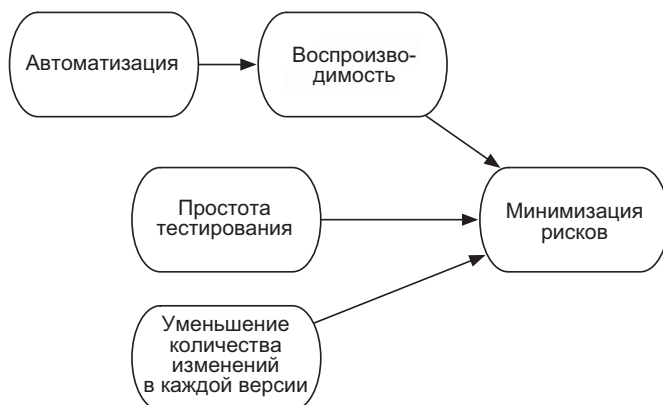 Автоматизация
Воспроизво-
димость
Простота
тестирования
Минимизация
рисков
Уменьшение
количества
изменений
в каждой версии